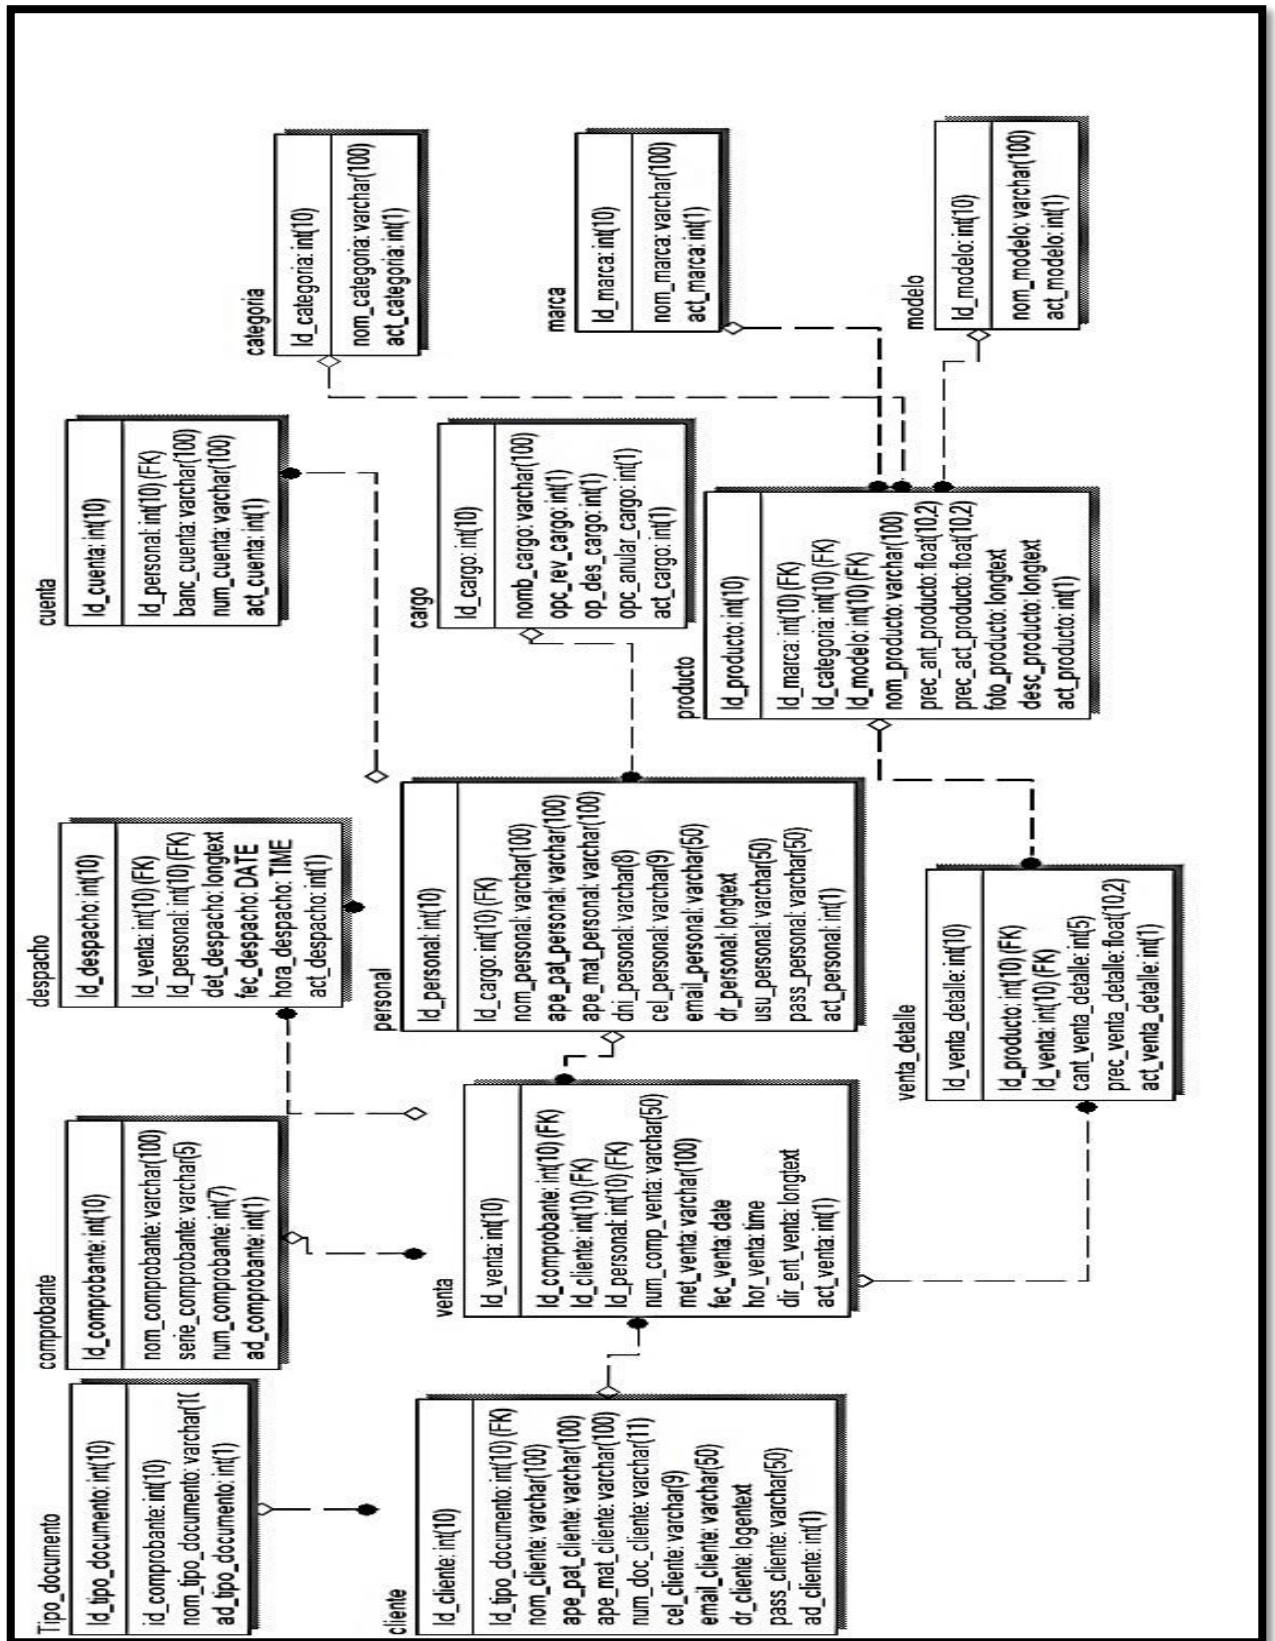 Tipo_documento
Id_tipo_documento: int(10)
id_comprobante: int(10)
nom_tipo_documento: varchar(1(
ad_tipo_documento: int(1)
comprobante
Id_comprobante: int(10)
nom_comprobante: varchar(100)
serie_comprobante: varchar(5)
num_comprobante: int(7)
ad_comprobante: int(1)
despacho
Id_despacho: int(10)
Id_venta: int(10) (FK)
Id_personal: int(10) (FK)
det_despacho: longtext
fec_despacho: DATE
hora_despacho: TIME
act_despacho: int(1)
cuenta
Id_cuenta: int(10)
Id_personal: int(10) (FK)
banc_cuenta: varchar(100)
num_cuenta: varchar(100)
act_cuenta: int(1)
categoria
Id_categoria: int(10)
nom_categoria: varchar(100)
act_categoria: int(1)
cliente
Id_cliente: int(10)
Id_tipo_documento: int(10) (FK)
nom_cliente: varchar(100)
ape_pat_cliente: varchar(100)
ape_mat_cliente: varchar(100)
num_doc_cliente: varchar(11)
cel_cliente: varchar(9)
email_cliente: varchar(50)
dr_cliente: logentext
pass_cliente: varchar(50)
ad_cliente: int(1)
venta
Id_venta: int(10)
Id_comprobante: int(10) (FK)
Id_cliente: int(10) (FK)
Id_personal: int(10) (FK)
num_comp_venta: varchar(50)
met_venta: varchar(100)
fec_venta: date
hor_venta: time
dir_ent_venta: longtext
act_venta: int(1)
personal
Id_personal: int(10)
Id_cargo: int(10) (FK)
nom_personal: varchar(100)
ape_pat_personal: varchar(100)
ape_mat_personal: varchar(100)
dni_personal: varchar(8)
cel_personal: varchar(9)
email_personal: varchar(50)
dr_personal: longtext
usu_personal: varchar(50)
pass_personal: varchar(50)
act_personal: int(1)
cargo
Id_cargo: int(10)
nomb_cargo: varchar(100)
opc_rev_cargo: int(1)
op_des_cargo: int(1)
opc_anular_cargo: int(1)
act_cargo: int(1)
marca
Id_marca: int(10)
nom_marca: varchar(100)
act_marca: int(1)
producto
Id_producto: int(10)
Id_marca: int(10) (FK)
Id_categoria: int(10) (FK)
Id_modelo: int(10) (FK)
nom_producto: varchar(100)
prec_ant_producto: float(10,2)
prec_act_producto: float(10,2)
foto_producto: longtext
desc_producto: longtext
act_producto: int(1)
venta_detalle
Id_venta_detalle: int(10)
Id_producto: int(10) (FK)
Id_venta: int(10) (FK)
cant_venta_detalle: int(5)
prec_venta_detalle: float(10,2)
act_venta_detalle: int(1)
modelo
Id_modelo: int(10)
nom_modelo: varchar(100)
act_modelo: int(1)